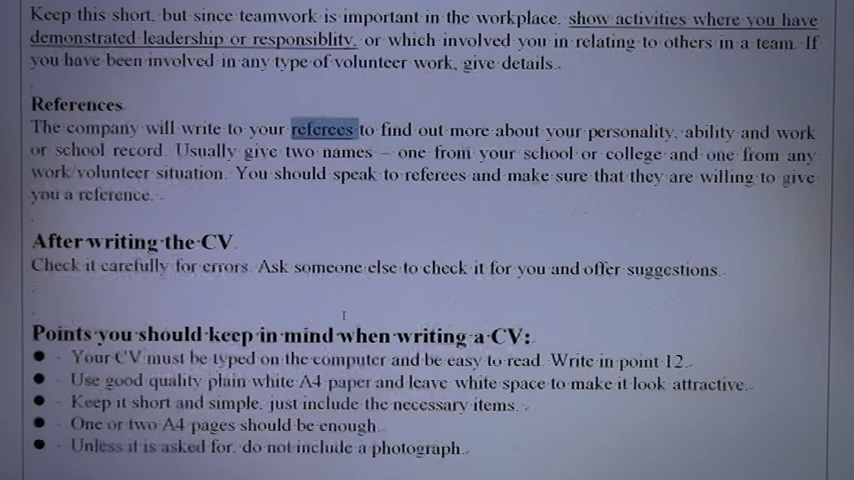 Keep this short, but since teamwork is important in the workplace, show activities where you have
demonstrated leadership or responsiblity, or which involved you in relating to others in a team. If
you have been involved in any type of volunteer work, give details.
References
The company will write to your referees to find out more about your personality, ability and work
or school record. Usually give two names – one from your school or college and one from any
work/volunteer situation. You should speak to referees and make sure that they are willing to give
you a reference.
After writing the CV
Check it carefully for errors. Ask someone else to check it for you and offer suggestions.
Points you should keep in mind when writing a CV:
● - Your CV must be typed on the computer and be easy to read. Write in point 12.
● - Use good quality plain white A4 paper and leave white space to make it look attractive.
● - Keep it short and simple, just include the necessary items.
● - One or two A4 pages should be enough.
● - Unless it is asked for, do not include a photograph.